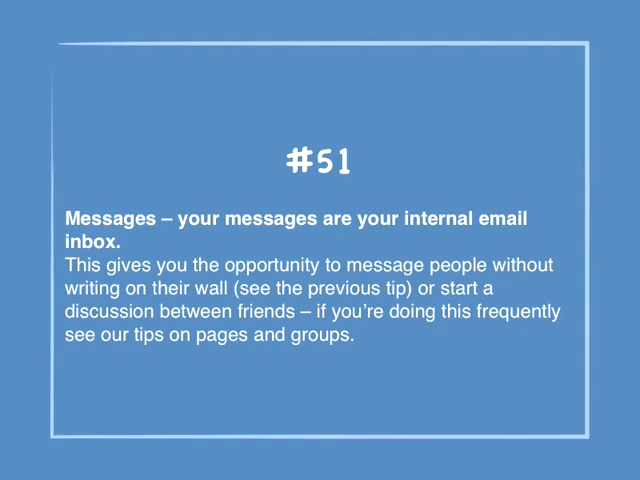 #51
Messages – your messages are your internal email
inbox.
This gives you the opportunity to message people without
writing on their wall (see the previous tip) or start a
discussion between friends – if you’re doing this frequently
see our tips on pages and groups.